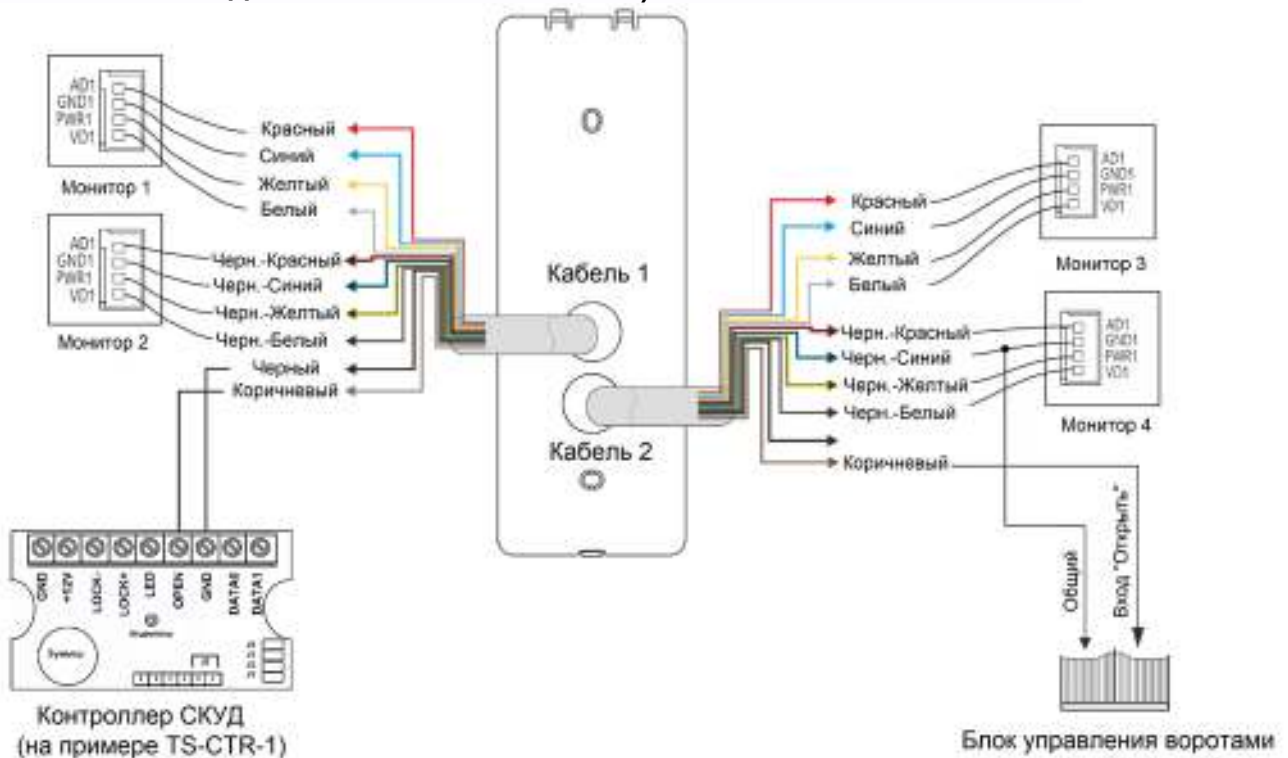 AD1
GND1
PWR1
VD1
Монитор 1
Красный
Синий
Желтый
Белый
AD1
GND1
PWR1
VD1
Монитор 2
Черн.-Красный
Черн.-Синий
Черн.-Желтый
Черн.-Белый
Черный
Коричневый
Кабель 1
Кабель 2
Красный
Синий
Желтый
Белый
AD1
GND1
PWR1
VD1
Монитор 3
Черн.-Красный
Черн.-Синий
Черн.-Желтый
Черн.-Белый
Коричневый
AD1
GND1
PWR1
VD1
Монитор 4
Общий
Вход "Открыть"
Блок управления воротами
GND
+12V
LOCK-
LOCK+
LED
OPEN
GND
DATA0
DATA1
Зуммер
Контроллер СКУД
(на примере TS-CTR-1)